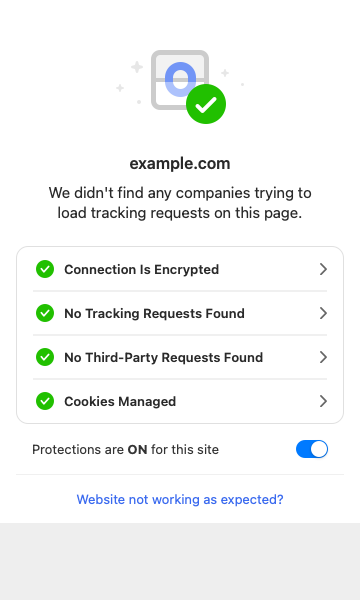 example.com
We didn't find any companies trying to
load tracking requests on this page.
Connection Is Encrypted
No Tracking Requests Found
No Third-Party Requests Found
Cookies Managed
Protections are ON for this site
Website not working as expected?